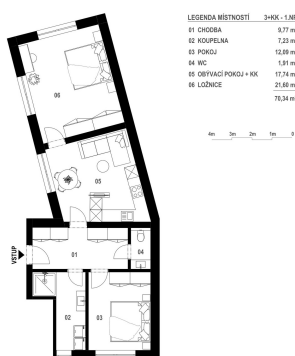 LEGENDA MÍSTNOSTÍ 3+KK - 1.NP
01 CHODBA 9,77 m
02 KOUPELNA 7,23 m
03 POKOJ 12,09 m
04 WC 1,91 m
05 OBÝVACÍ POKOJ + KK 17,74 m
06 LOŽNICE 21,60 m
70,34 m
4m 3m 2m 1m 0
06
05
VSTUP
01
04
02
03